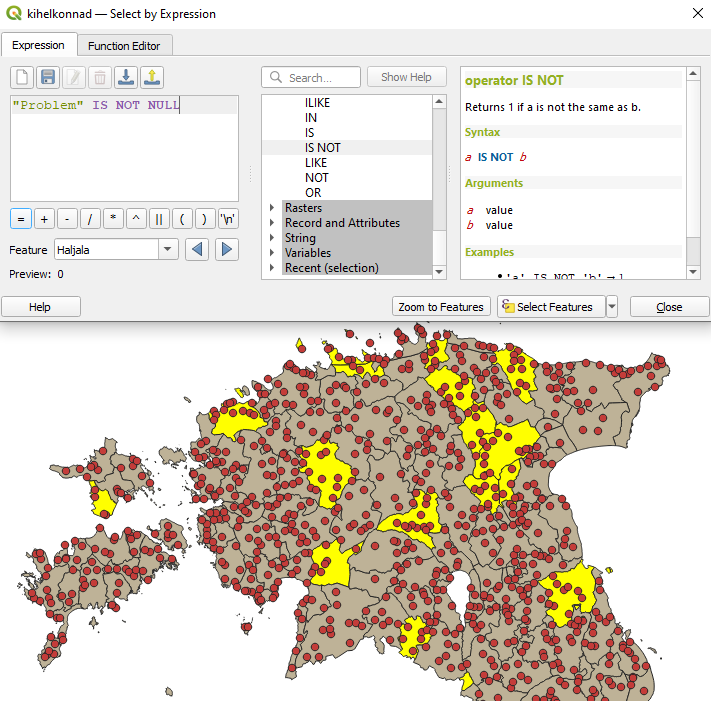 kihelkonnad — Select by Expression
Expression
Function Editor
Search...
Show Help
"Problem" IS NOT NULL
ILIKE
IN
IS
IS NOT
LIKE
NOT
OR
Rasters
Record and Attributes
String
Variables
Recent (selection)
operator IS NOT
Returns 1 if a is not the same as b.
Syntax
a IS NOT b
Arguments
a value
b value
Examples
• 'a' IS NOT 'b' → 1
= + - / * ^ || ( ) '\n'
Feature Haljala
Preview: 0
Help
Zoom to Features
ε Select Features
Close